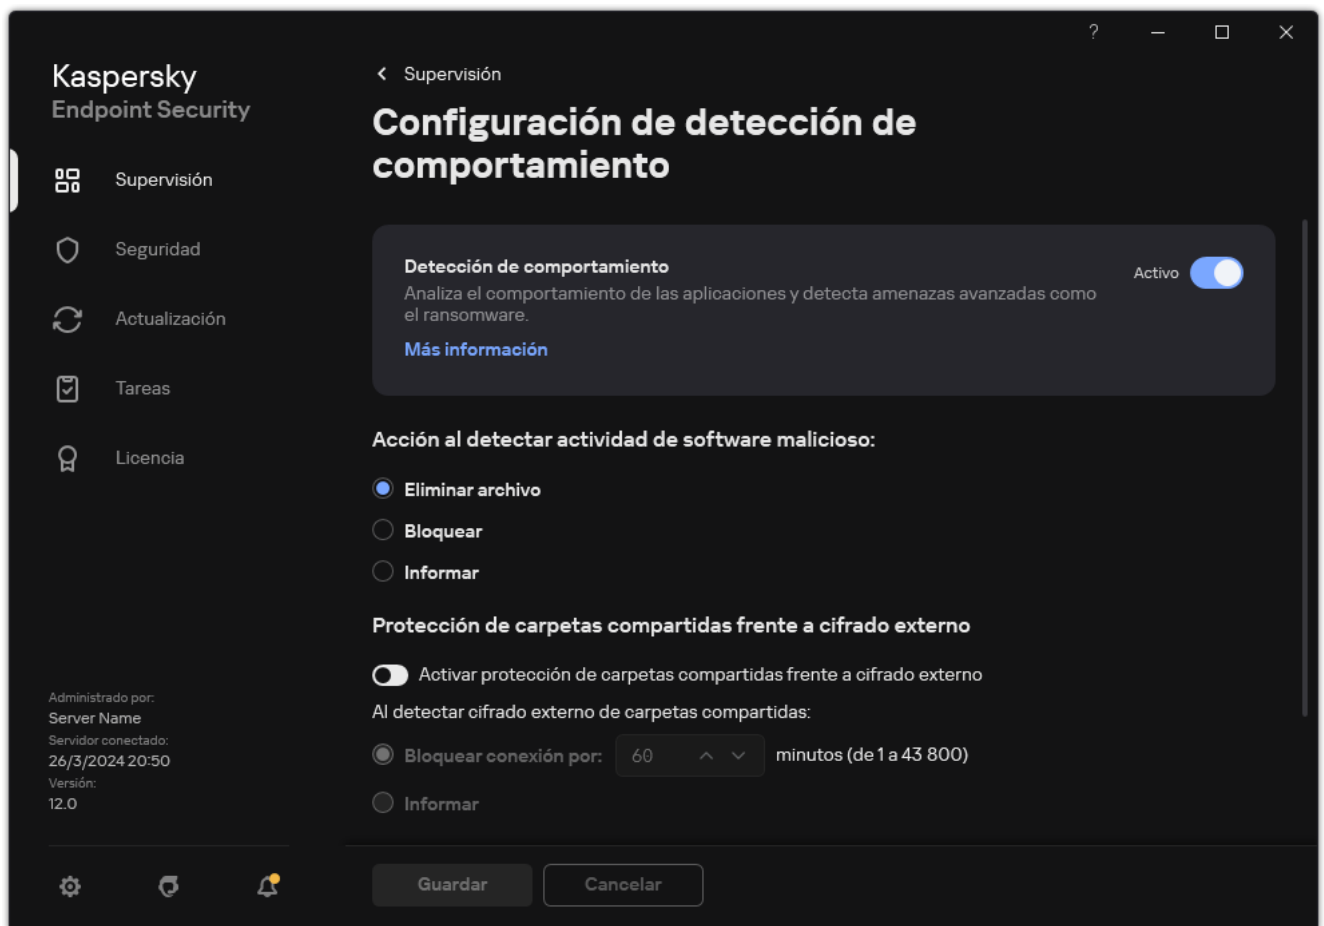 ?
Kaspersky
Endpoint Security
Supervisión
Seguridad
Actualización
Tareas
Licencia
Administrado por:
Server Name
Servidor conectado:
26/3/2024 20:50
Versión:
12.0
Supervisión
Configuración de detección de
comportamiento
Detección de comportamiento
Analiza el comportamiento de las aplicaciones y detecta amenazas avanzadas como
el ransomware.
Más información
Activo
Acción al detectar actividad de software malicioso:
Eliminar archivo
Bloquear
Informar
Protección de carpetas compartidas frente a cifrado externo
Activar protección de carpetas compartidas frente a cifrado externo
Al detectar cifrado externo de carpetas compartidas:
Bloquear conexión por: 60 minutos (de 1 a 43 800)
Informar
Guardar Cancelar